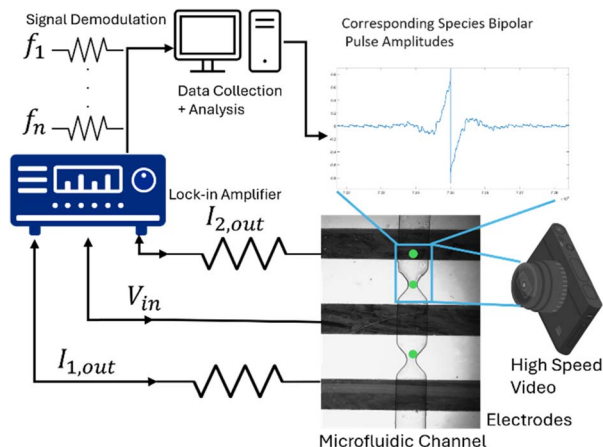 Signal Demodulation
f1
fn
Data Collection
+ Analysis
Corresponding Species Bipolar
Pulse Amplitudes
Lock-in Amplifier
I2,out
Vin
I1,out
High Speed
Video
Electrodes
Microfluidic Channel